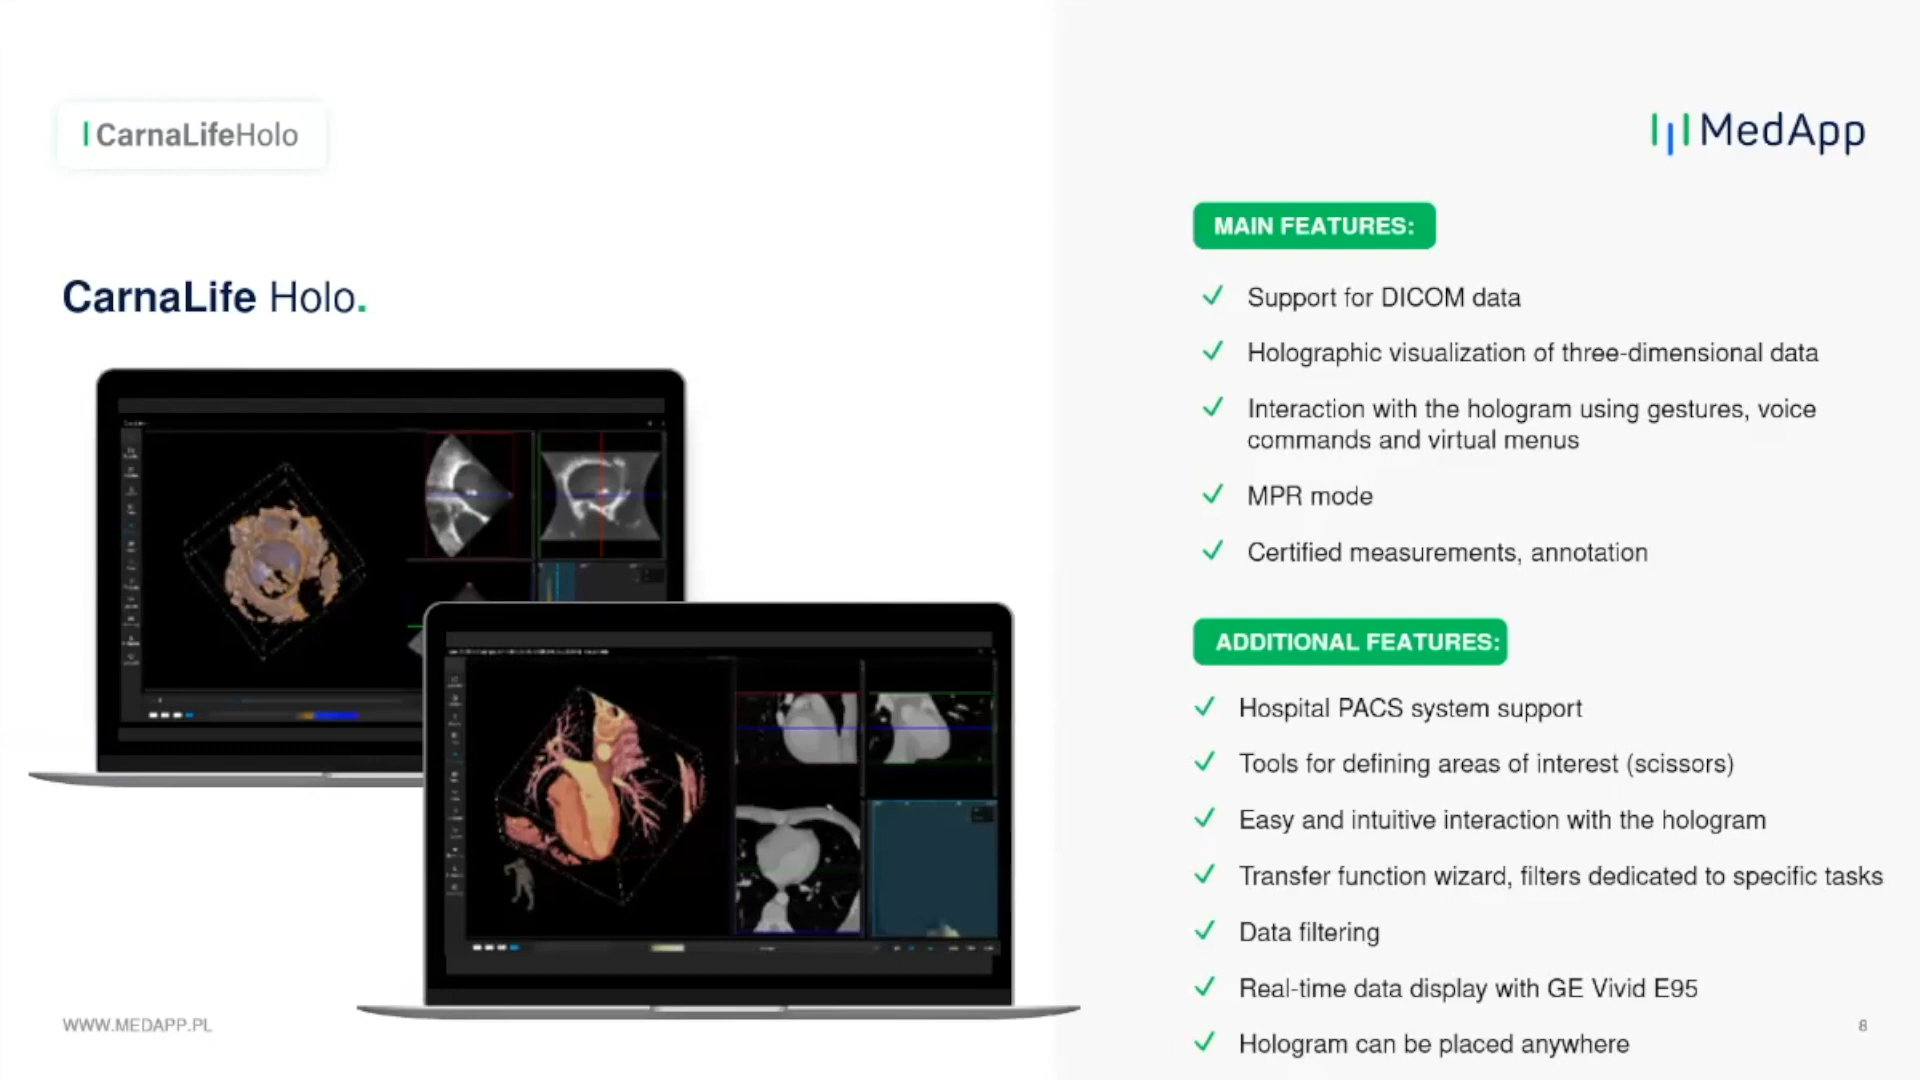 CarnaLifeHolo
MedApp
CarnaLife Holo.
MAIN FEATURES:
Support for DICOM data
Holographic visualization of three-dimensional data
Interaction with the hologram using gestures, voice
commands and virtual menus
MPR mode
Certified measurements, annotation
ADDITIONAL FEATURES:
Hospital PACS system support
Tools for defining areas of interest (scissors)
Easy and intuitive interaction with the hologram
Transfer function wizard, filters dedicated to specific tasks
Data filtering
Real-time data display with GE Vivid E95
Hologram can be placed anywhere
WWW.MEDAPP.PL
8